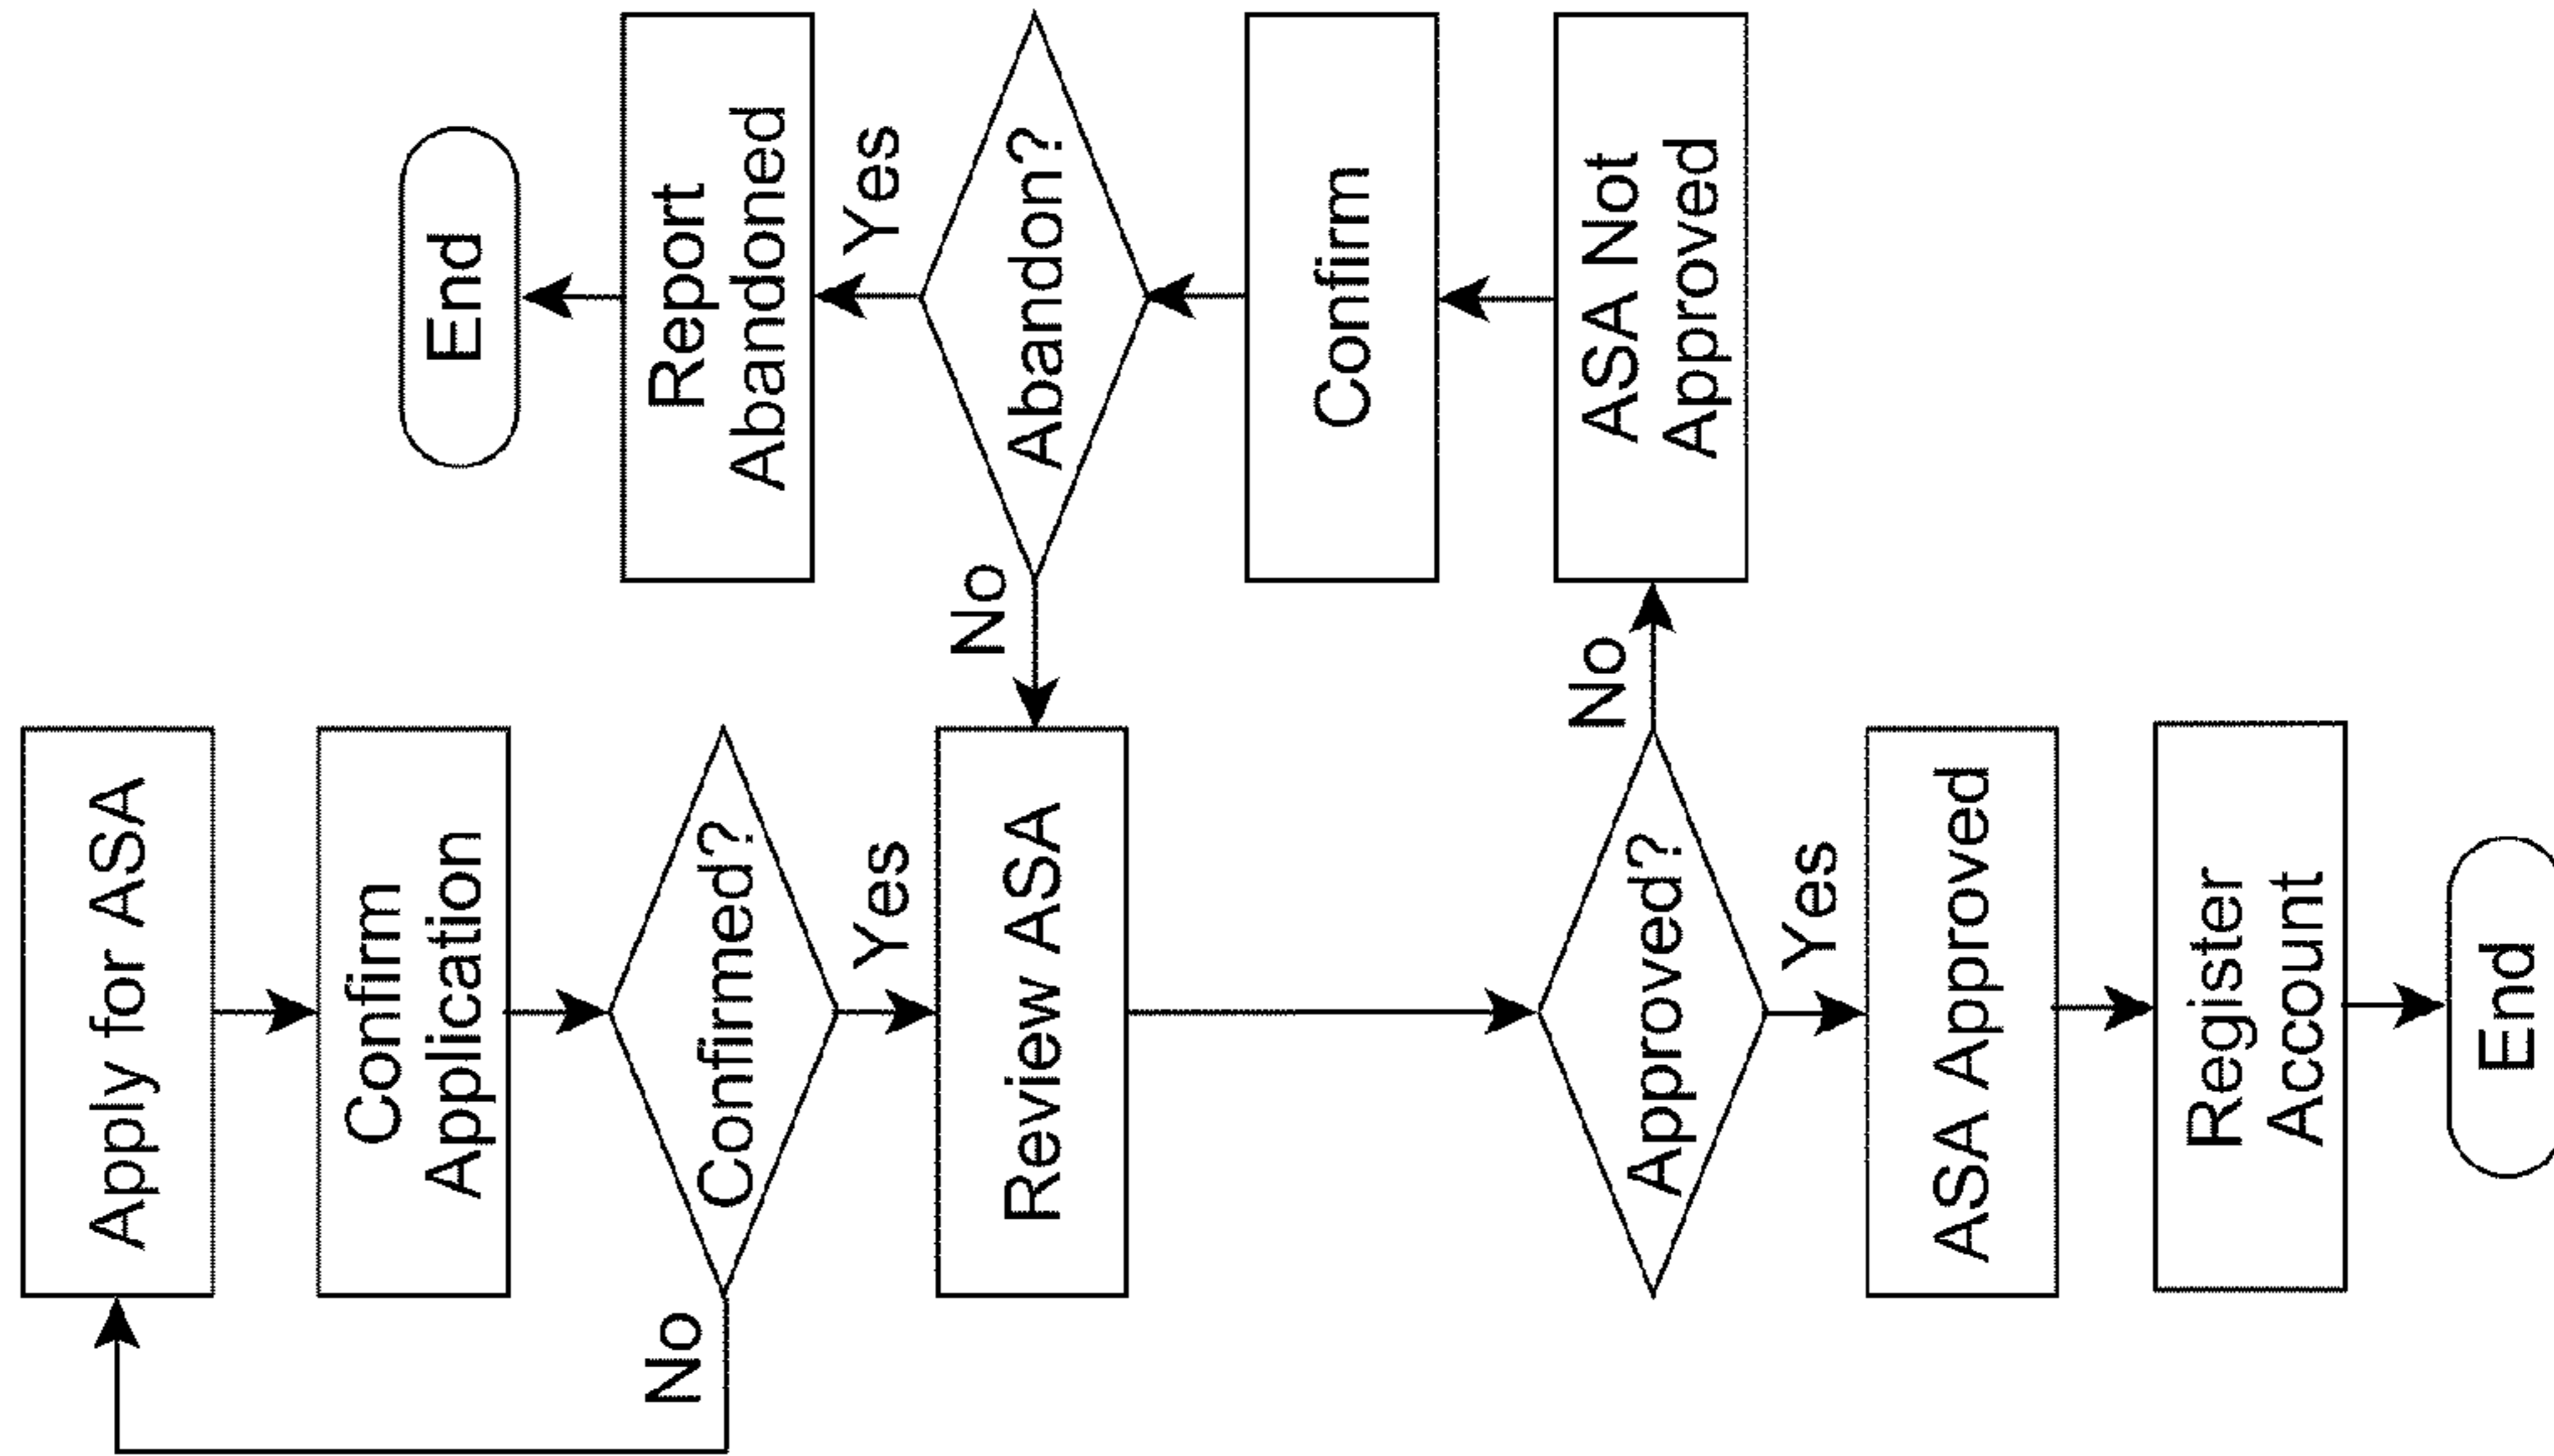 Apply for ASA
Confirm
Application
Confirmed?
No
Yes
Review ASA
Approved?
No
Yes
ASA Approved
Register
Account
End
ASA Not
Approved
Confirm
Abandon?
No
Yes
Report
Abandoned
End